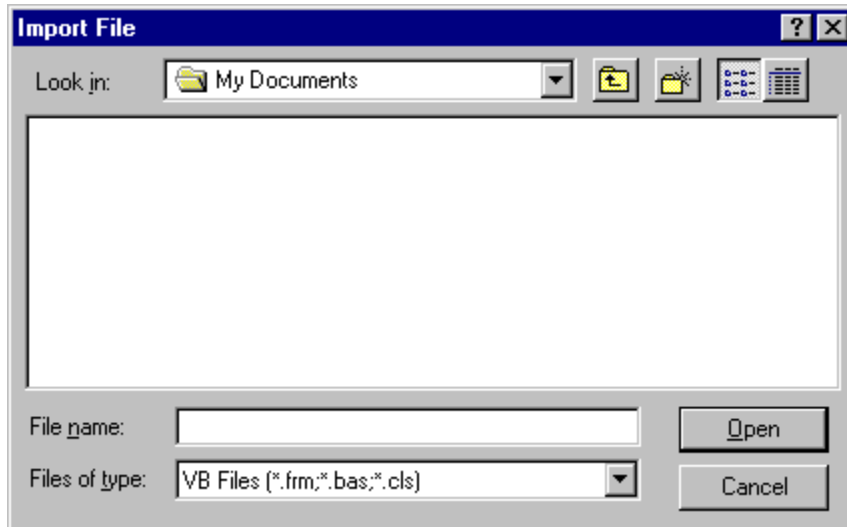 Import File
Look in:
My Documents
File name:
Open
Files of type:
VB Files (*.frm;*.bas;*.cls)
Cancel